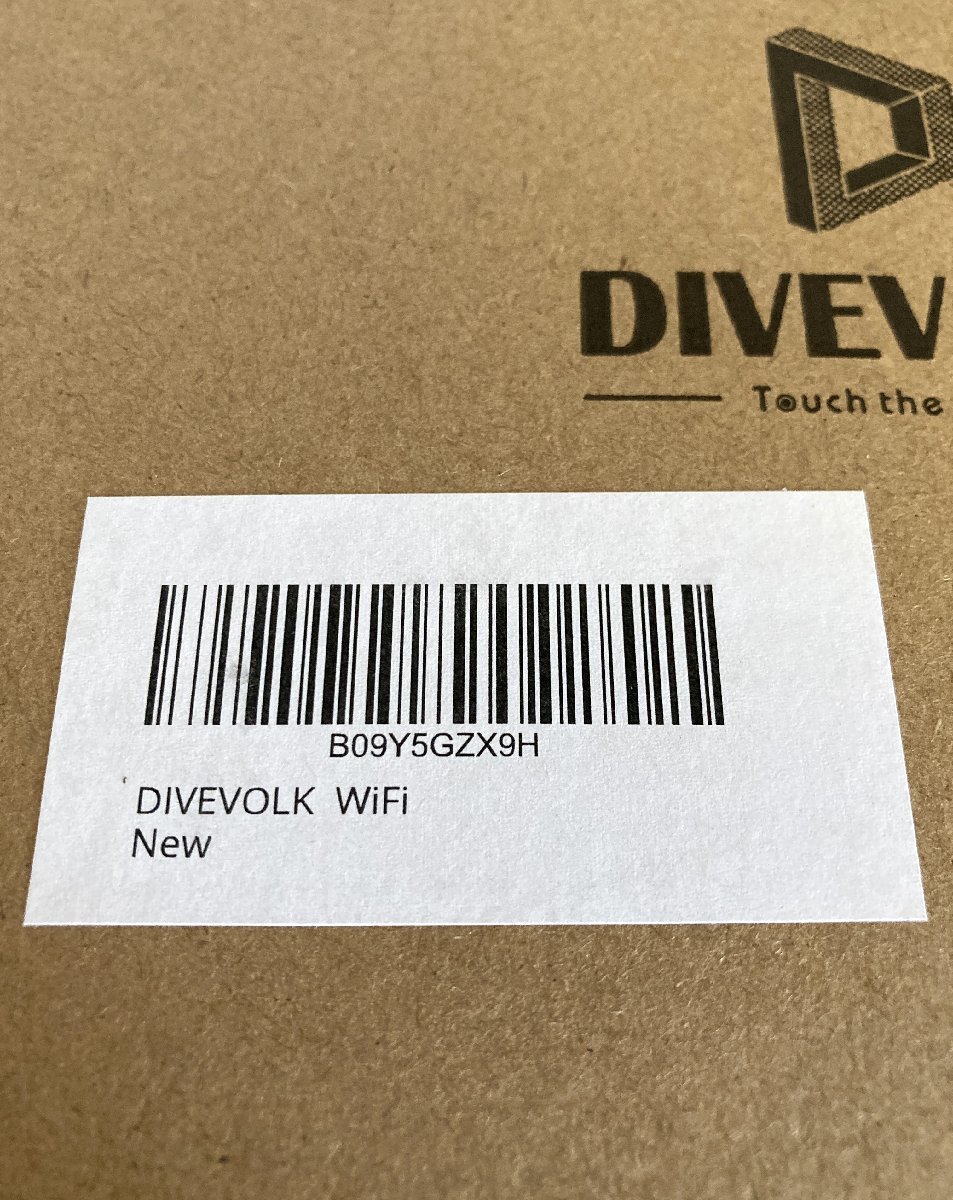 DIVEV
Touch the
B09Y5GZX9H
DIVEVOLK WiFi
New